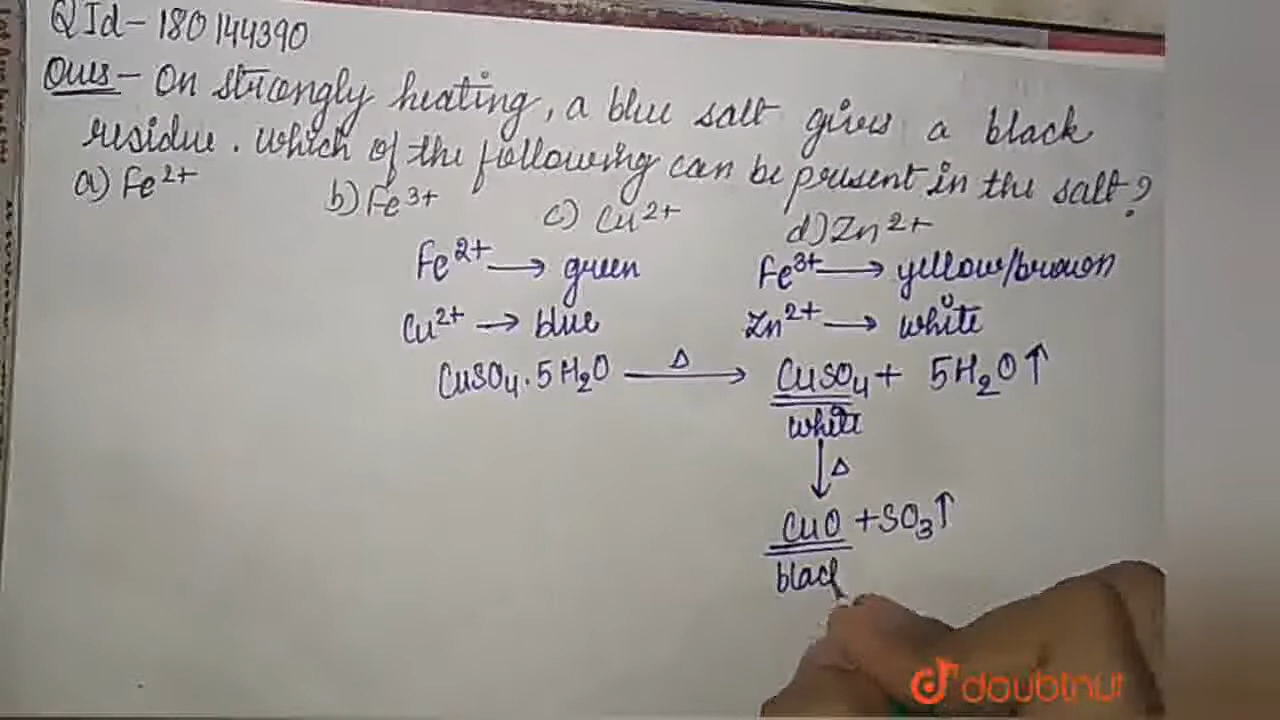 QId - 180144390
Ques - On strongly heating, a blue salt gives a black
residue. which of the following can be present in the salt?
a) Fe²⁺ b) Fe³⁺ c) Cu²⁺ d) Zn²⁺
Fe²⁺ → green Fe³⁺ → yellow/brown
Cu²⁺ → blue Zn²⁺ → white
CuSO₄.5H₂O —Δ→ CuSO₄ + 5H₂O↑
white
↓Δ
CuO + SO₃↑
black
doubtnut